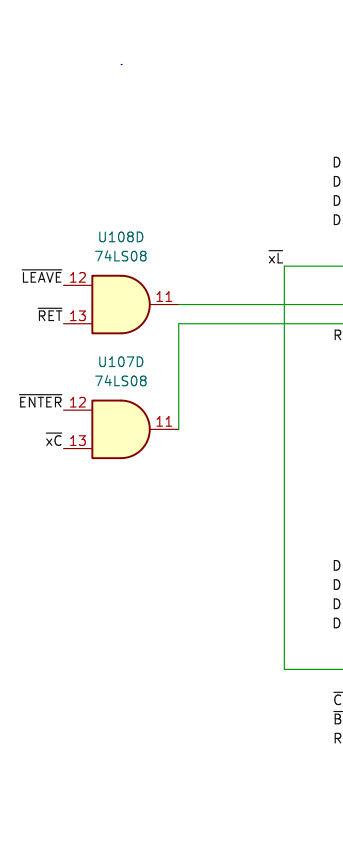 D
D
D
D
U108D
74LS08
xL
LEAVE 12
11
RET 13
R
U107D
74LS08
ENTER 12
11
xC 13
D
D
D
D
C
B
R